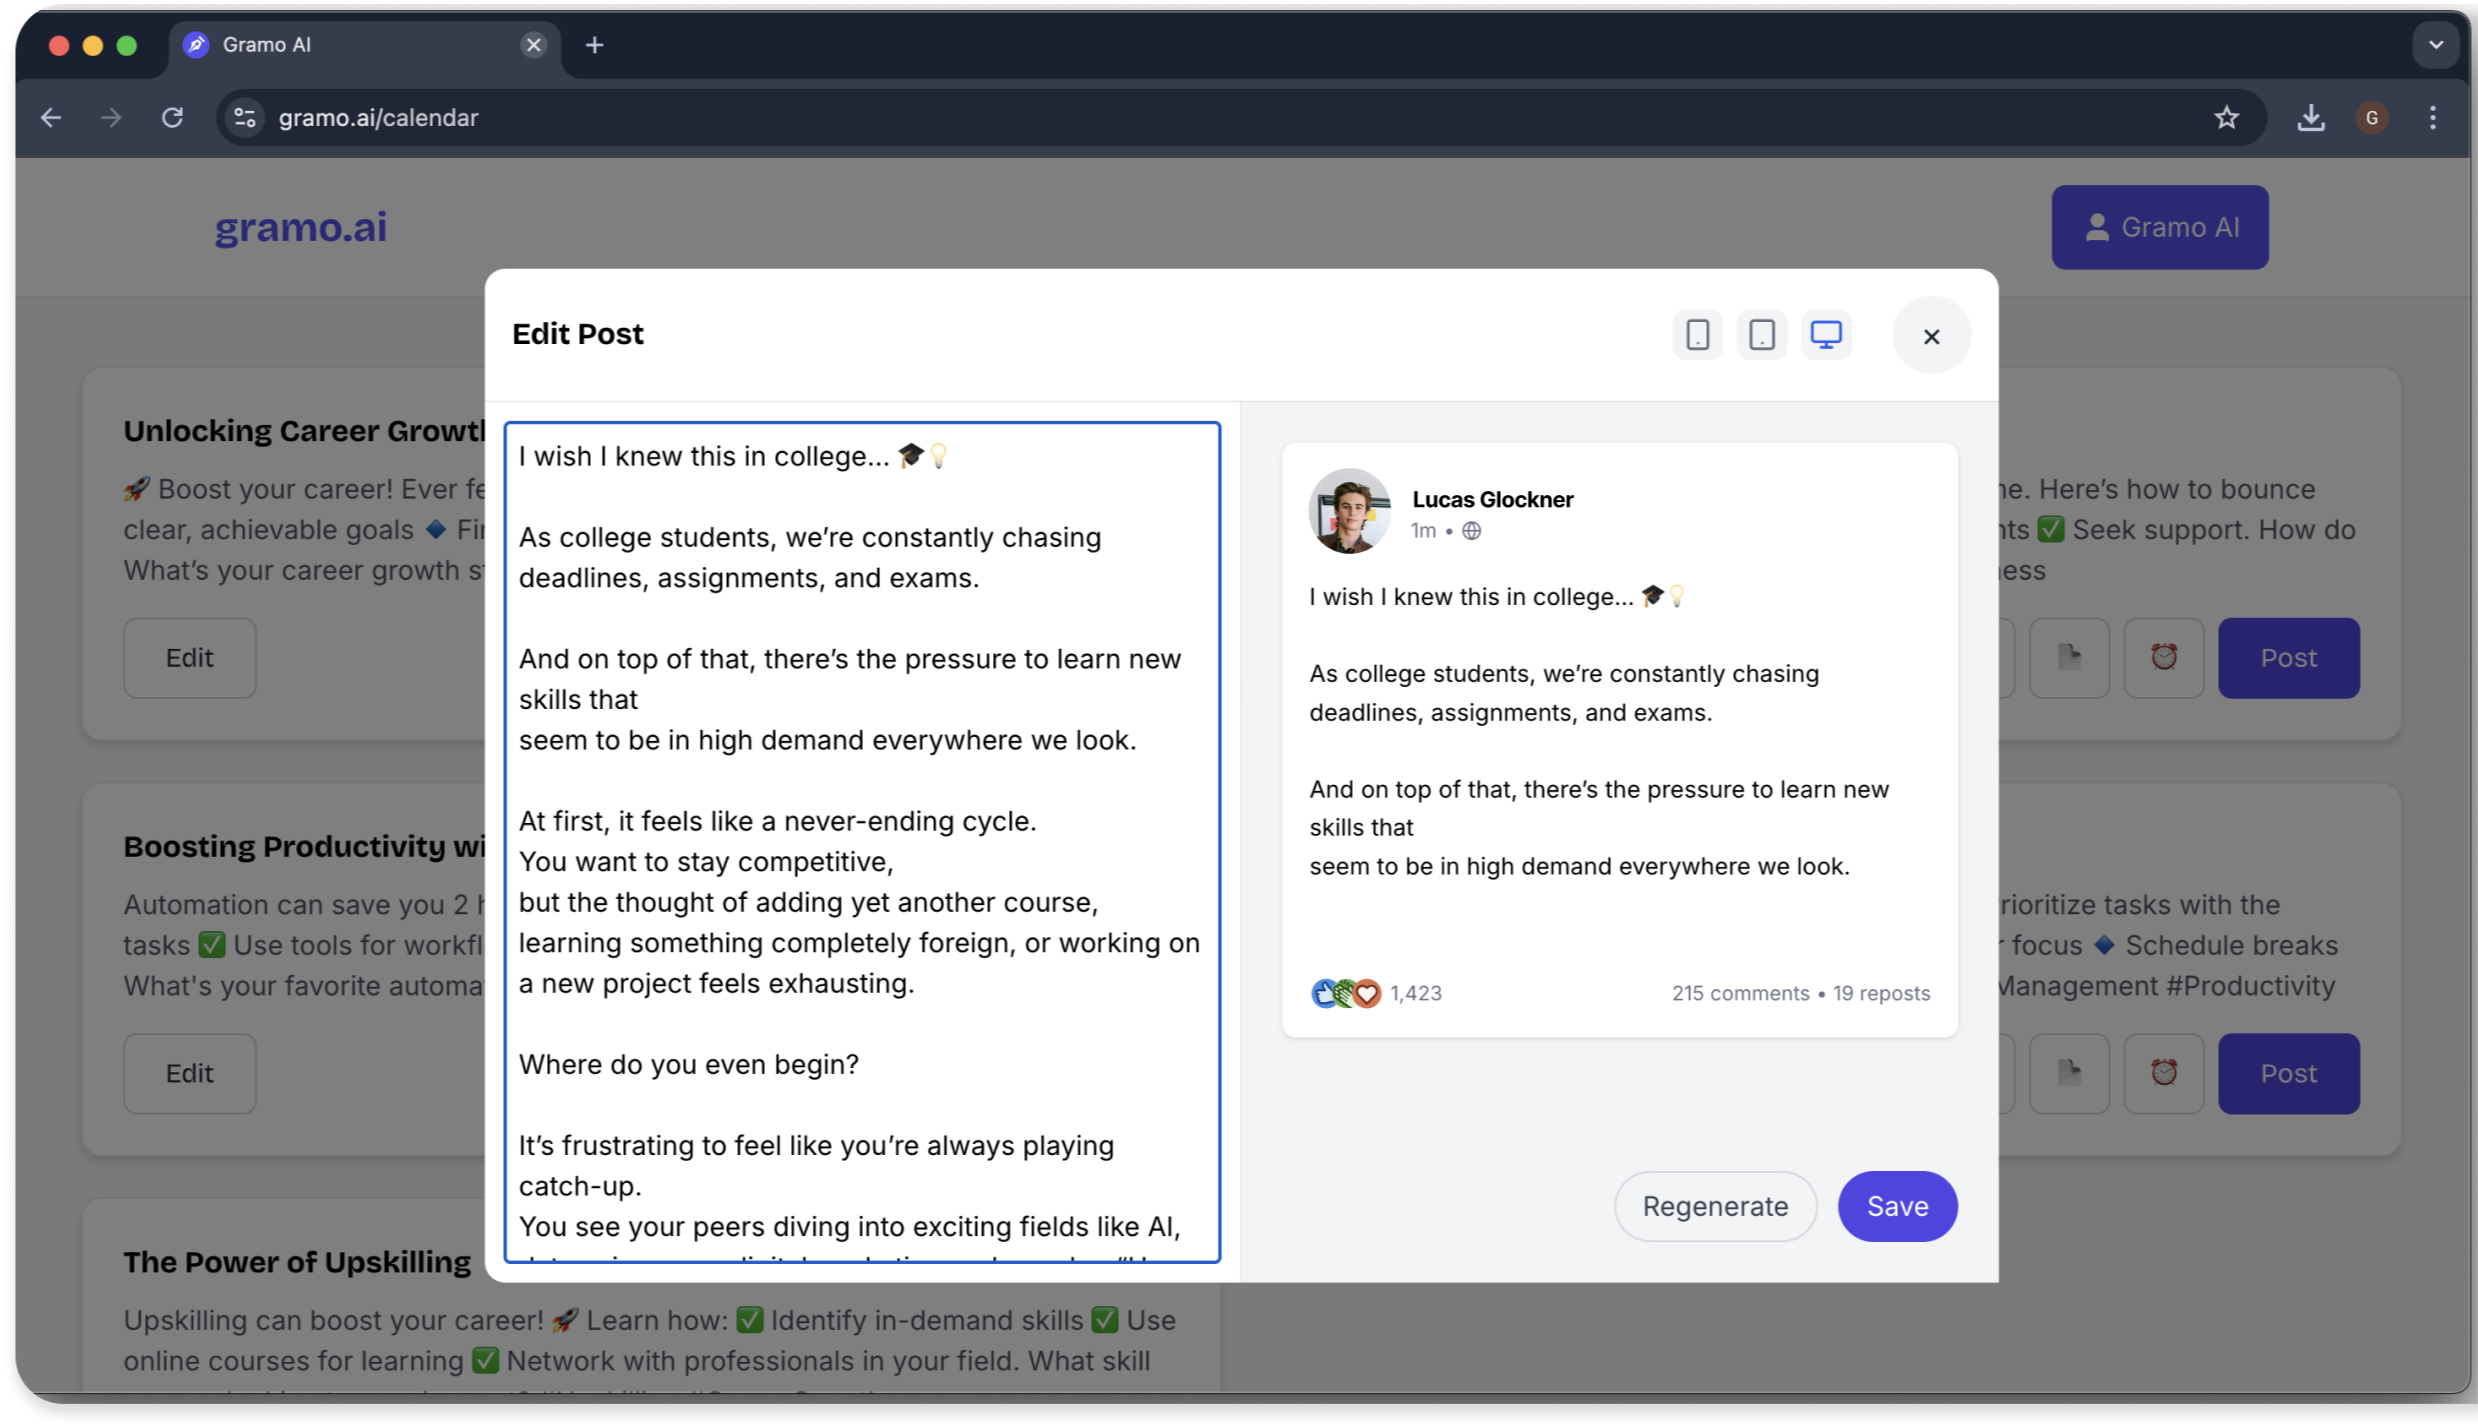 Gramo AI
gramo.ai/calendar
G
gramo.ai
Gramo AI
Edit Post
Unlocking Career Growt
🚀 Boost your career! Ever fe
clear, achievable goals 🔹 Fi
What's your career growth s
Edit
Boosting Productivity wi
Automation can save you 2 h
tasks ✅ Use tools for workfl
What's your favorite automa
Edit
The Power of Upskilling
Upskilling can boost your career! 🚀 Learn how: ✅ Identify in-demand skills ✅ Use
online courses for learning ✅ Network with professionals in your field. What skill
I wish I knew this in college... 🎓💡
As college students, we're constantly chasing
deadlines, assignments, and exams.
And on top of that, there's the pressure to learn new
skills that
seem to be in high demand everywhere we look.
At first, it feels like a never-ending cycle.
You want to stay competitive,
but the thought of adding yet another course,
learning something completely foreign, or working on
a new project feels exhausting.
Where do you even begin?
It's frustrating to feel like you're always playing
catch-up.
You see your peers diving into exciting fields like AI,
Lucas Glockner
1m •
I wish I knew this in college... 🎓💡
As college students, we're constantly chasing
deadlines, assignments, and exams.
And on top of that, there's the pressure to learn new
skills that
seem to be in high demand everywhere we look.
1,423
215 comments • 19 reposts
Regenerate
Save
ne. Here's how to bounce
nts ✅ Seek support. How do
ness
Post
rioritize tasks with the
r focus 🔹 Schedule breaks
Management #Productivity
Post